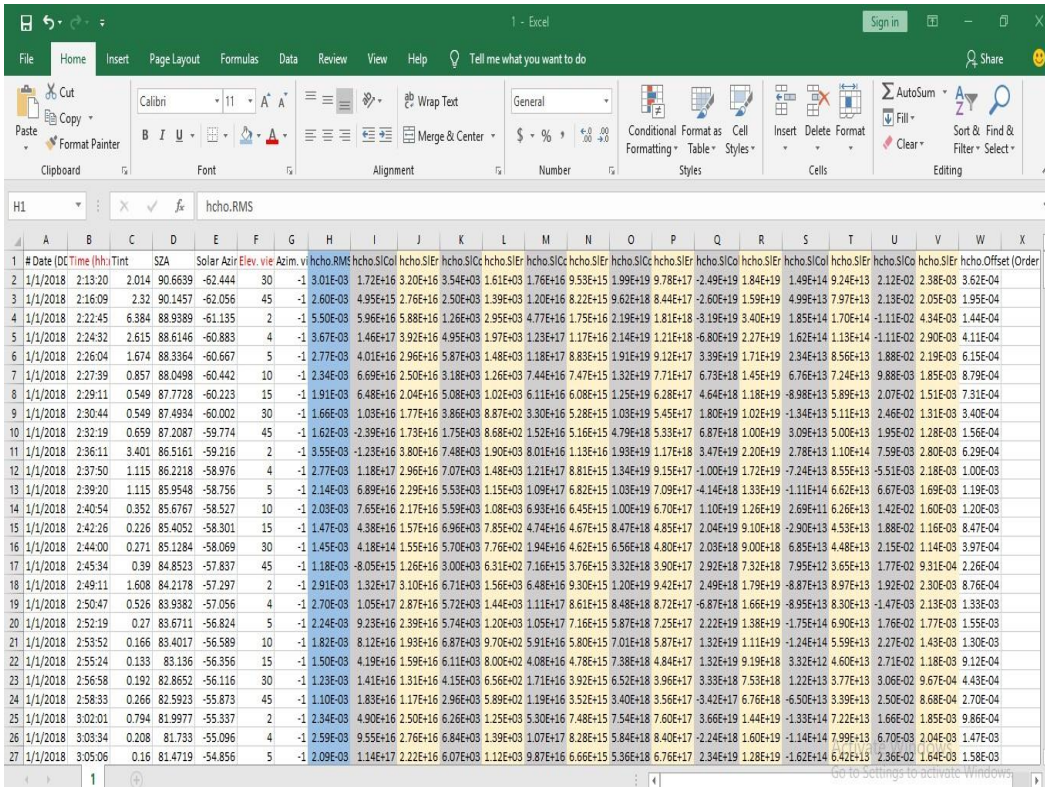 1 - Excel Sign in
File Home Insert Page Layout Formulas Data Review View Help Tell me what you want to do Share
Cut
Copy
Format Painter
Paste
Calibri 11
B I U
Wrap Text
Merge & Center
General
$ % ,
Conditional Formatting
Format as Table
Cell Styles
Insert Delete Format
AutoSum
Fill
Clear
Sort & Filter
Find & Select
Clipboard Font Alignment Number Styles Cells Editing
H1 fx hcho.RMS
A B C D E F G H I J K L M N O P Q R S T U V W X
1 # Date (DD Time (hh: Tint SZA Solar Azir Elev. vie Azim. vi hcho.RMS hcho.SlCol hcho.SlEr hcho.SlCo hcho.SlEr hcho.SlCo hcho.SlEr hcho.SlCo hcho.SlEr hcho.SlCol hcho.SlEr hcho.SlCol hcho.SlEr hcho.SlCo hcho.SlEr hcho.Offset (Order
2 1/1/2018 2:13:20 2.014 90.6639 -62.444 30 -1 3.01E-03 1.72E+16 3.20E+16 3.54E+03 1.61E+03 1.76E+16 9.53E+15 1.99E+19 9.78E+17 -2.49E+19 1.84E+19 1.49E+14 9.24E+13 2.12E-02 2.38E-03 3.62E-04
3 1/1/2018 2:16:09 2.32 90.1457 -62.056 45 -1 2.60E-03 4.95E+15 2.76E+16 2.50E+03 1.39E+03 1.20E+16 8.22E+15 9.62E+18 8.44E+17 -2.60E+19 1.59E+19 4.99E+13 7.97E+13 2.13E-02 2.05E-03 1.95E-04
4 1/1/2018 2:22:45 6.384 88.9389 -61.135 2 -1 5.50E-03 5.96E+16 5.88E+16 1.26E+03 2.95E+03 4.77E+16 1.75E+16 2.19E+19 1.81E+18 -3.19E+19 3.40E+19 1.85E+14 1.70E+14 -1.11E-02 4.34E-03 1.44E-04
5 1/1/2018 2:24:32 2.615 88.6146 -60.883 4 -1 3.67E-03 1.46E+17 3.92E+16 4.95E+03 1.97E+03 1.23E+17 1.17E+16 2.14E+19 1.21E+18 -6.80E+19 2.27E+19 1.62E+14 1.13E+14 -1.11E-02 2.90E-03 4.11E-04
6 1/1/2018 2:26:04 1.674 88.3364 -60.667 5 -1 2.77E-03 4.01E+16 2.96E+16 5.87E+03 1.48E+03 1.18E+17 8.83E+15 1.91E+19 9.12E+17 3.39E+19 1.71E+19 2.34E+13 8.56E+13 1.88E-02 2.19E-03 6.15E-04
7 1/1/2018 2:27:39 0.857 88.0498 -60.442 10 -1 2.34E-03 6.69E+16 2.50E+16 3.18E+03 1.26E+03 7.44E+16 7.47E+15 1.32E+19 7.71E+17 6.73E+18 1.45E+19 6.76E+13 7.24E+13 9.88E-03 1.85E-03 8.79E-04
8 1/1/2018 2:29:11 0.549 87.7728 -60.223 15 -1 1.91E-03 6.48E+16 2.04E+16 5.08E+03 1.02E+03 6.11E+16 6.08E+15 1.25E+19 6.28E+17 4.64E+18 1.18E+19 -8.98E+13 5.89E+13 2.07E-02 1.51E-03 7.31E-04
9 1/1/2018 2:30:44 0.549 87.4934 -60.002 30 -1 1.66E-03 1.03E+16 1.77E+16 3.86E+03 8.87E+02 3.30E+16 5.28E+15 1.03E+19 5.45E+17 1.80E+19 1.02E+19 -1.34E+13 5.11E+13 2.46E-02 1.31E-03 3.40E-04
10 1/1/2018 2:32:19 0.659 87.2087 -59.774 45 -1 1.62E-03 -2.39E+16 1.73E+16 1.75E+03 8.68E+02 1.52E+16 5.16E+15 4.79E+18 5.33E+17 6.87E+18 1.00E+19 3.09E+13 5.00E+13 1.95E-02 1.28E-03 1.56E-04
11 1/1/2018 2:36:11 3.401 86.5161 -59.216 2 -1 3.55E-03 -1.23E+16 3.80E+16 7.48E+03 1.90E+03 8.01E+16 1.13E+16 1.93E+19 1.17E+18 3.47E+19 2.20E+19 2.78E+13 1.10E+14 7.59E-03 2.80E-03 6.29E-04
12 1/1/2018 2:37:50 1.115 86.2218 -58.976 4 -1 2.77E-03 1.18E+17 2.96E+16 7.07E+03 1.48E+03 1.21E+17 8.81E+15 1.34E+19 9.15E+17 -1.00E+19 1.72E+19 -7.24E+13 8.55E+13 -5.51E-03 2.18E-03 1.00E-03
13 1/1/2018 2:39:20 1.115 85.9548 -58.756 5 -1 2.14E-03 6.89E+16 2.29E+16 5.53E+03 1.15E+03 1.09E+17 6.82E+15 1.03E+19 7.09E+17 -4.14E+18 1.33E+19 -1.11E+14 6.62E+13 6.67E-03 1.69E-03 1.19E-03
14 1/1/2018 2:40:54 0.352 85.6767 -58.527 10 -1 2.03E-03 7.65E+16 2.17E+16 5.59E+03 1.08E+03 6.93E+16 6.45E+15 1.00E+19 6.70E+17 1.10E+19 1.26E+19 2.69E+11 6.26E+13 1.42E-02 1.60E-03 1.20E-03
15 1/1/2018 2:42:26 0.226 85.4052 -58.301 15 -1 1.47E-03 4.38E+16 1.57E+16 6.96E+03 7.85E+02 4.74E+16 4.67E+15 8.47E+18 4.85E+17 2.04E+19 9.10E+18 -2.90E+13 4.53E+13 1.88E-02 1.16E-03 8.47E-04
16 1/1/2018 2:44:00 0.271 85.1284 -58.069 30 -1 1.45E-03 4.18E+14 1.55E+16 5.70E+03 7.76E+02 1.94E+16 4.62E+15 6.56E+18 4.80E+17 2.03E+18 9.00E+18 6.85E+13 4.48E+13 2.15E-02 1.14E-03 3.97E-04
17 1/1/2018 2:45:34 0.39 84.8523 -57.837 45 -1 1.18E-03 -8.05E+15 1.26E+16 3.00E+03 6.31E+02 7.16E+15 3.76E+15 3.32E+18 3.90E+17 2.92E+18 7.32E+18 7.95E+12 3.65E+13 1.77E-02 9.31E-04 2.26E-04
18 1/1/2018 2:49:11 1.608 84.2178 -57.297 2 -1 2.91E-03 1.32E+17 3.10E+16 6.71E+03 1.56E+03 6.48E+16 9.30E+15 1.20E+19 9.42E+17 2.49E+18 1.79E+19 -8.87E+13 8.97E+13 1.92E-02 2.30E-03 8.76E-04
19 1/1/2018 2:50:47 0.526 83.9382 -57.056 4 -1 2.70E-03 1.05E+17 2.87E+16 5.72E+03 1.44E+03 1.11E+17 8.61E+15 8.48E+18 8.72E+17 -6.87E+18 1.66E+19 -8.95E+13 8.30E+13 -1.47E-03 2.13E-03 1.33E-03
20 1/1/2018 2:52:19 0.27 83.6711 -56.824 5 -1 2.24E-03 9.23E+16 2.39E+16 5.74E+03 1.20E+03 1.05E+17 7.16E+15 5.87E+18 7.25E+17 2.22E+19 1.38E+19 -1.75E+14 6.90E+13 1.76E-02 1.77E-03 1.55E-03
21 1/1/2018 2:53:52 0.166 83.4017 -56.589 10 -1 1.82E-03 8.12E+16 1.93E+16 6.87E+03 9.70E+02 5.91E+16 5.80E+15 7.01E+18 5.87E+17 1.32E+19 1.11E+19 -1.24E+14 5.59E+13 2.27E-02 1.43E-03 1.30E-03
22 1/1/2018 2:55:24 0.133 83.136 -56.356 15 -1 1.50E-03 4.19E+16 1.59E+16 6.11E+03 8.00E+02 4.08E+16 4.78E+15 7.38E+18 4.84E+17 1.32E+19 9.19E+18 3.32E+12 4.60E+13 2.71E-02 1.18E-03 9.12E-04
23 1/1/2018 2:56:58 0.192 82.8652 -56.116 30 -1 1.23E-03 1.41E+16 1.31E+16 4.15E+03 6.56E+02 1.71E+16 3.92E+15 6.52E+18 3.96E+17 3.33E+18 7.53E+18 1.22E+13 3.77E+13 3.06E-02 9.67E-04 4.43E-04
24 1/1/2018 2:58:33 0.266 82.5923 -55.873 45 -1 1.10E-03 1.83E+16 1.17E+16 2.96E+03 5.89E+02 1.19E+16 3.52E+15 3.40E+18 3.56E+17 -3.42E+17 6.76E+18 -6.50E+13 3.39E+13 2.50E-02 8.68E-04 2.70E-04
25 1/1/2018 3:02:01 0.794 81.9977 -55.337 2 -1 2.34E-03 4.90E+16 2.50E+16 6.26E+03 1.25E+03 5.30E+16 7.48E+15 7.54E+18 7.60E+17 3.66E+19 1.44E+19 -1.33E+14 7.22E+13 1.66E-02 1.85E-03 9.86E-04
26 1/1/2018 3:03:34 0.208 81.733 -55.096 4 -1 2.59E-03 9.55E+16 2.76E+16 6.84E+03 1.39E+03 1.07E+17 8.28E+15 5.84E+18 8.40E+17 -2.24E+18 1.60E+19 -1.14E+14 7.99E+13 6.70E-03 2.04E-03 1.47E-03
27 1/1/2018 3:05:06 0.16 81.4719 -54.856 5 -1 2.09E-03 1.14E+17 2.22E+16 6.07E+03 1.12E+03 9.87E+16 6.66E+15 5.36E+18 6.76E+17 2.34E+19 1.28E+19 -1.62E+14 6.42E+13 2.36E-02 1.64E-03 1.58E-03
Activate Windows
Go to Settings to activate Windows.
1